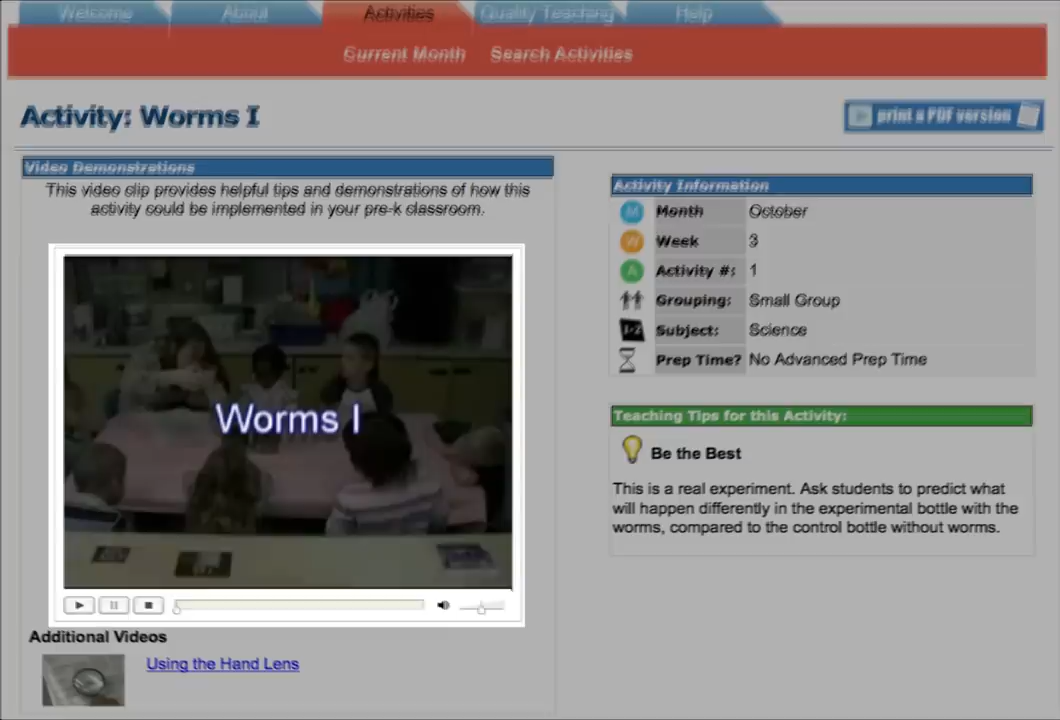 Welcome
About
Activities
Quality Teaching
Help
Current Month
Search Activities
Activity: Worms I
print a PDF version
Video Demonstrations
This video clip provides helpful tips and demonstrations of how this
activity could be implemented in your pre-k classroom.
Worms I
Additional Videos
Using the Hand Lens
Activity Information
M Month October
W Week 3
A Activity #: 1
Grouping: Small Group
Subject: Science
Prep Time? No Advanced Prep Time
Teaching Tips for this Activity:
Be the Best
This is a real experiment. Ask students to predict what
will happen differently in the experimental bottle with the
worms, compared to the control bottle without worms.